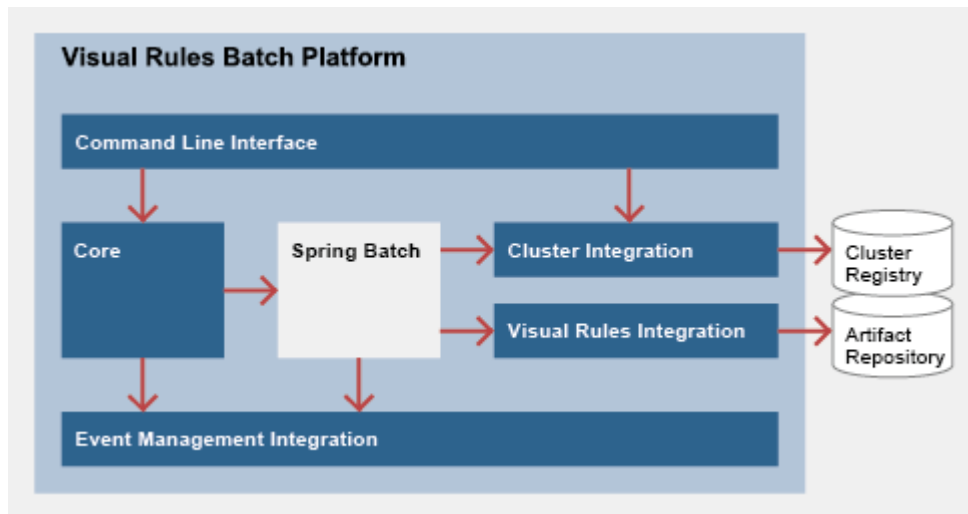 Visual Rules Batch Platform
Command Line Interface
Core
Spring Batch
Cluster Integration
Cluster
Registry
Visual Rules Integration
Artifact
Repository
Event Management Integration